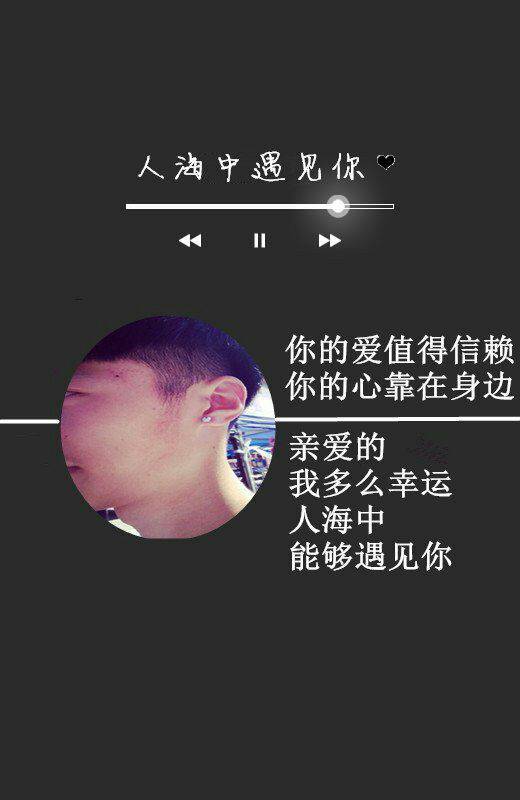 人海中遇见你
你的爱值得信赖
你的心靠在身边
亲爱的
我多么幸运
人海中
能够遇见你